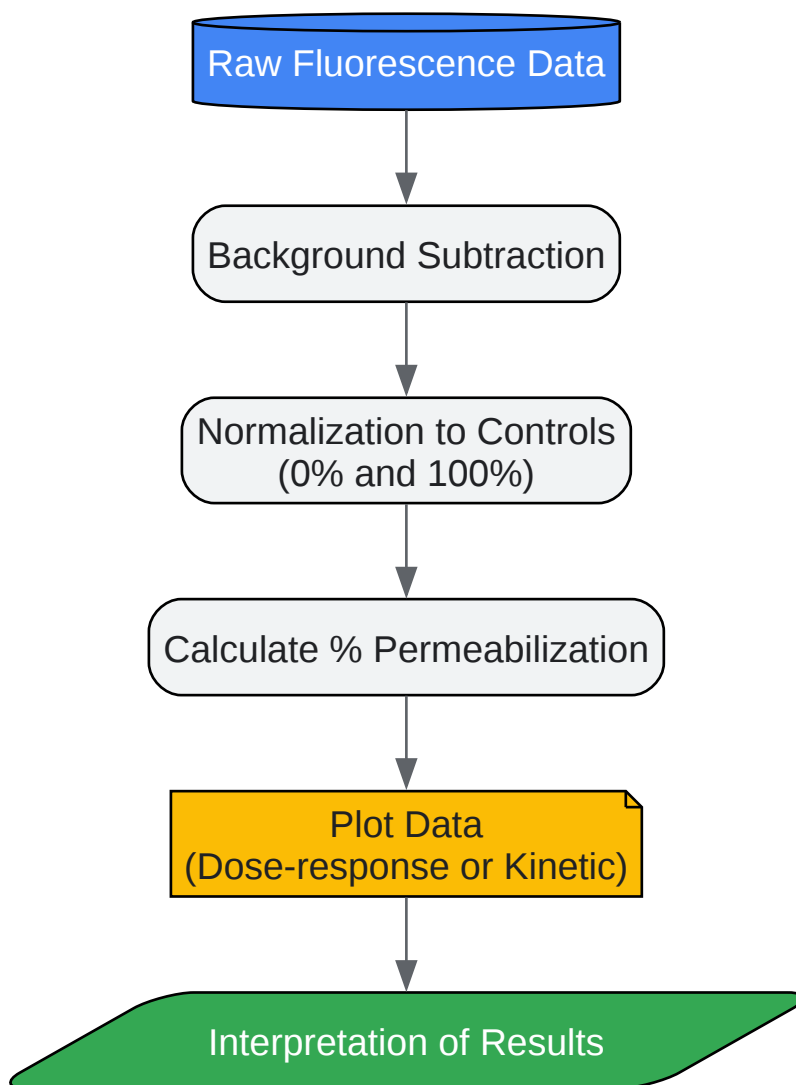 Raw Fluorescence Data
Background Subtraction
Normalization to Controls
(0% and 100%)
Calculate % Permeabilization
Plot Data
(Dose-response or Kinetic)
Interpretation of Results